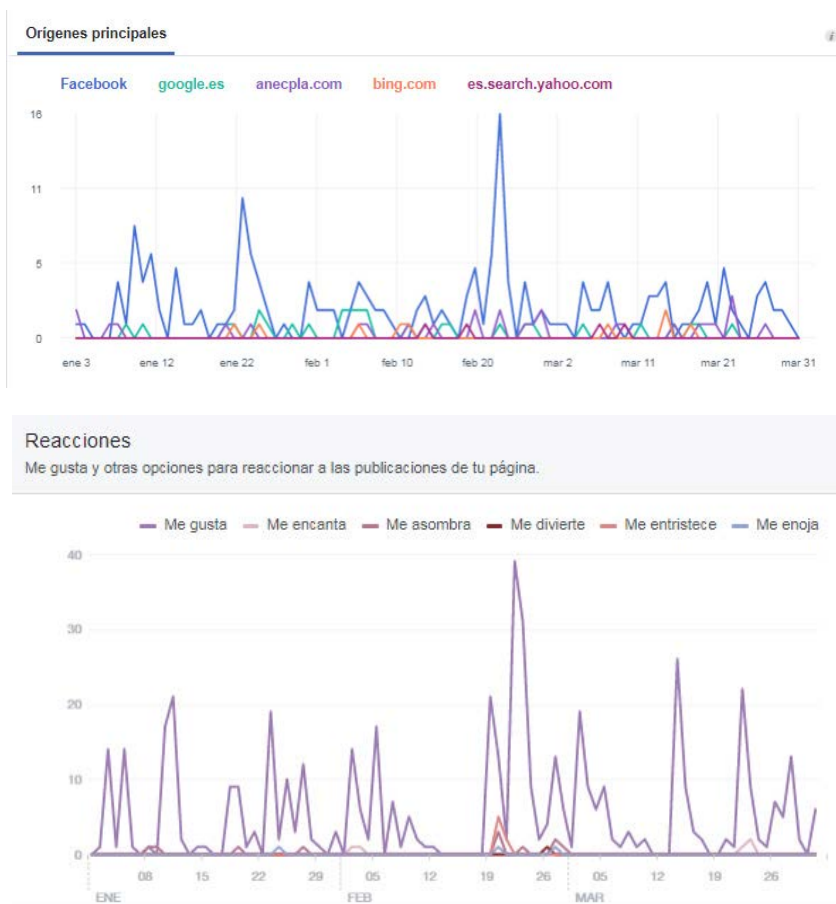 Orígenes principales
Facebook google.es anecpla.com bing.com es.search.yahoo.com
16
11
5
0
ene 3 ene 12 ene 22 feb 1 feb 10 feb 20 mar 2 mar 11 mar 21 mar 31
Reacciones
Me gusta y otras opciones para reaccionar a las publicaciones de tu página.
Me gusta Me encanta Me asombra Me divierte Me entristece Me enoja
40
30
20
10
0
08 15 22 29 05 12 19 26 05 12 19 26
ENE FEB MAR